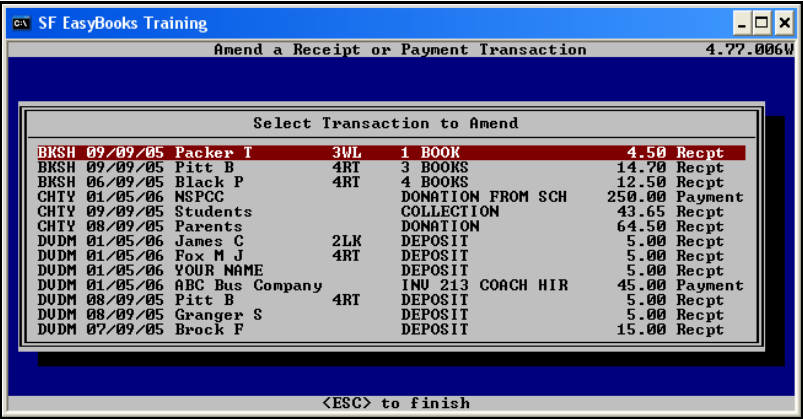 SF EasyBooks Training
Amend a Receipt or Payment Transaction 4.77.006W
Select Transaction to Amend
BKSH 09/09/05 Packer T 3WL 1 BOOK 4.50 Recpt
BKSH 09/09/05 Pitt B 4RT 3 BOOKS 14.70 Recpt
BKSH 06/09/05 Black P 4RT 4 BOOKS 12.50 Recpt
CHTY 01/05/06 NSPCC DONATION FROM SCH 250.00 Payment
CHTY 09/09/05 Students COLLECTION 43.65 Recpt
CHTY 08/09/05 Parents DONATION 64.50 Recpt
DVDM 01/05/06 James C 2LK DEPOSIT 5.00 Recpt
DVDM 01/05/06 Fox M J 4RT DEPOSIT 5.00 Recpt
DVDM 01/05/06 YOUR NAME DEPOSIT 5.00 Recpt
DVDM 01/05/06 ABC Bus Company INV 213 COACH HIR 45.00 Payment
DVDM 08/09/05 Pitt B 4RT DEPOSIT 5.00 Recpt
DVDM 08/09/05 Granger S DEPOSIT 5.00 Recpt
DVDM 07/09/05 Brock F DEPOSIT 15.00 Recpt
<ESC> to finish